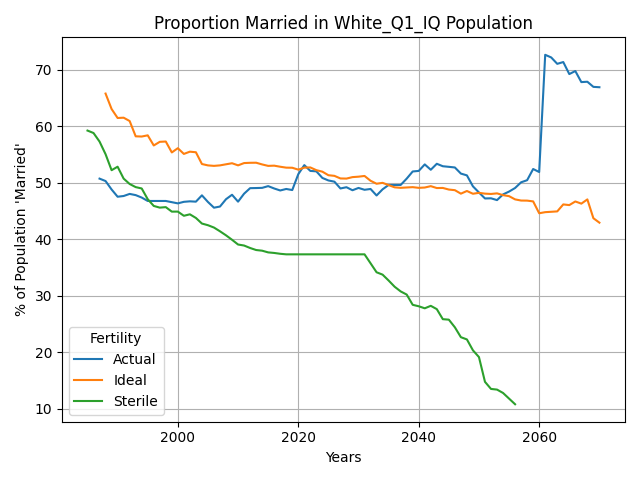 Proportion Married in White_Q1_IQ Population
% of Population 'Married'
70
60
50
40
30
20
10
Fertility
Actual
Ideal
Sterile
2000 2020 2040 2060
Years